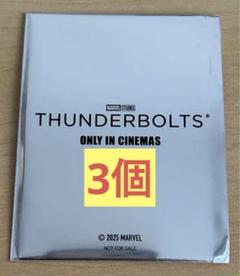 MARVEL STUDIOS
THUNDERBOLTS*
ONLY IN CINEMAS
3個
© 2025 MARVEL
NOT FOR SALE